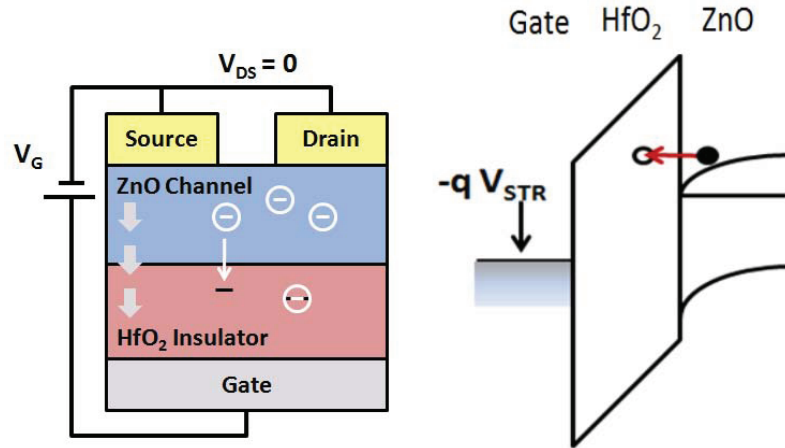 V_DS = 0
Source
Drain
V_G
ZnO Channel
HfO₂ Insulator
Gate
Gate
HfO₂
ZnO
-q V_STR